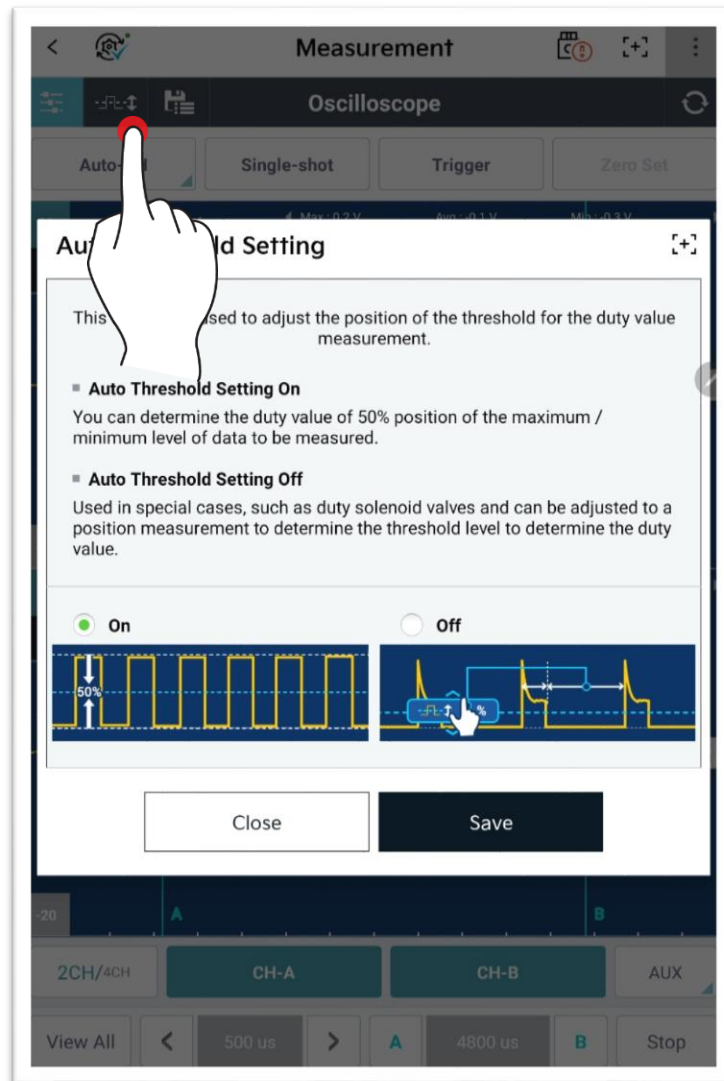 Measurement
Oscilloscope
Single-shot
Trigger
Zero Set
Max : 0.2 V
Avg : -0.1 V
Min : -0.3 V
Setting
[+]
This sed to adjust the position of the threshold for the duty value
measurement.
Auto Threshold Setting On
You can determine the duty value of 50% position of the maximum /
minimum level of data to be measured.
Auto Threshold Setting Off
Used in special cases, such as duty solenoid valves and can be adjusted to a
position measurement to determine the threshold level to determine the duty
value.
On
Off
50%
%
Close
Save
-20
A
B
2CH/4CH
CH-A
CH-B
AUX
View All
500 us
A
4800 us
B
Stop